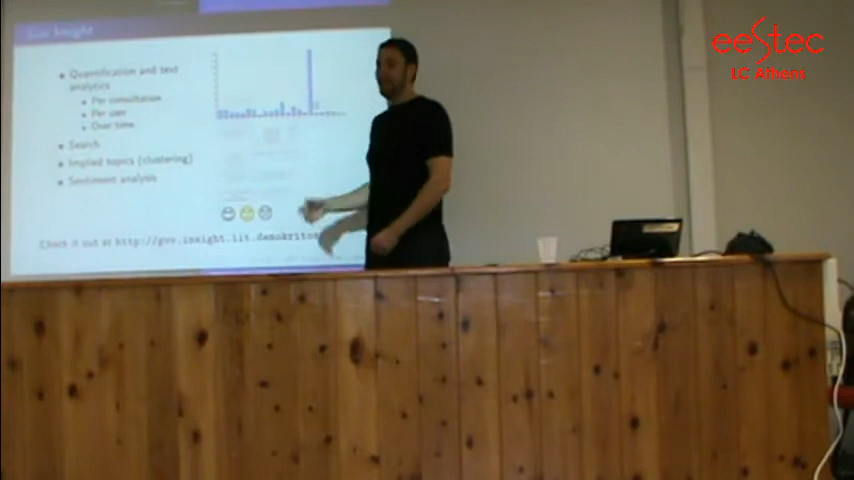 Gov Insight
Quantification and text
analytics
Per consultation
Per user
Over time
Search
Implied topics (clustering)
Sentiment analysis
Check it out at http://gov.insight.iit.demokritos
eeStec
LC Athens